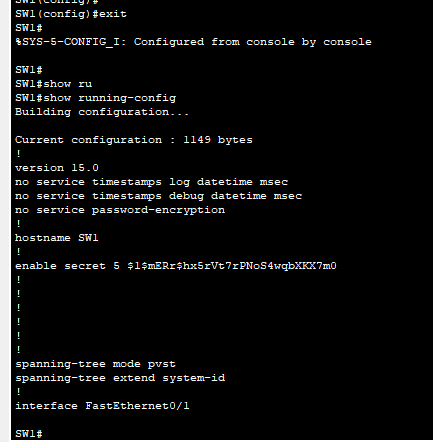 SW1(config)#
SW1(config)#exit
SW1#
%SYS-5-CONFIG_I: Configured from console by console
SW1#
SW1#show ru
SW1#show running-config
Building configuration...
Current configuration : 1149 bytes
!
version 15.0
no service timestamps log datetime msec
no service timestamps debug datetime msec
no service password-encryption
!
hostname SW1
!
enable secret 5 $1$mERr$hx5rVt7rPNoS4wqbXKX7m0
!
!
!
!
!
!
spanning-tree mode pvst
spanning-tree extend system-id
!
interface FastEthernet0/1
SW1#